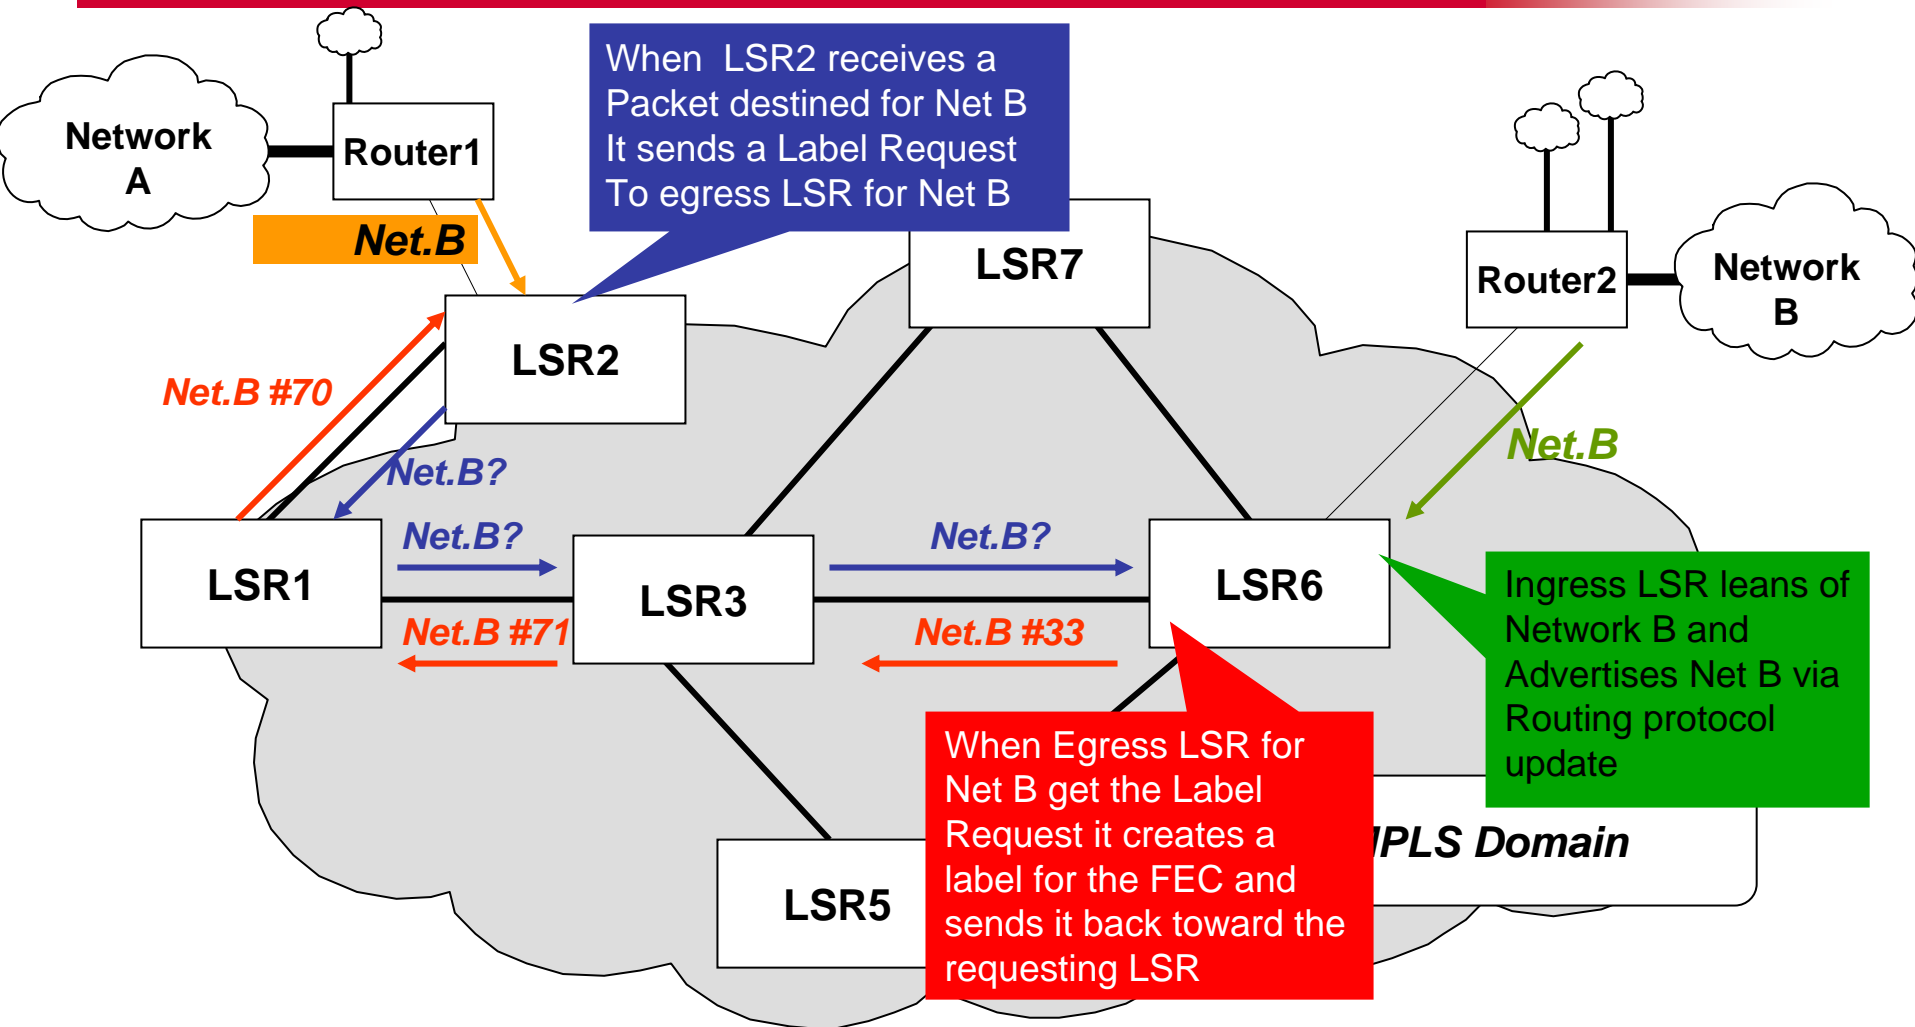 Network
A
Router1
When LSR2 receives a
Packet destined for Net B
It sends a Label Request
To egress LSR for Net B
Net.B
LSR7
Router2
Network
B
LSR2
Net.B #70
Net.B?
Net.B
Net.B?
Net.B?
LSR1
LSR3
LSR6
Net.B #71
Net.B #33
Ingress LSR leans of
Network B and
Advertises Net B via
Routing protocol
update
When Egress LSR for
Net B get the Label
Request it creates a
label for the FEC and
sends it back toward the
requesting LSR
PLS Domain
LSR5